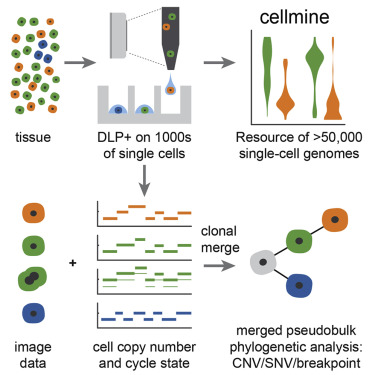 cellmine
tissue
DLP+ on 1000s
of single cells
Resource of >50,000
single-cell genomes
clonal
merge
+
image
data
cell copy number
and cycle state
merged pseudobulk
phylogenetic analysis:
CNV/SNV/breakpoint